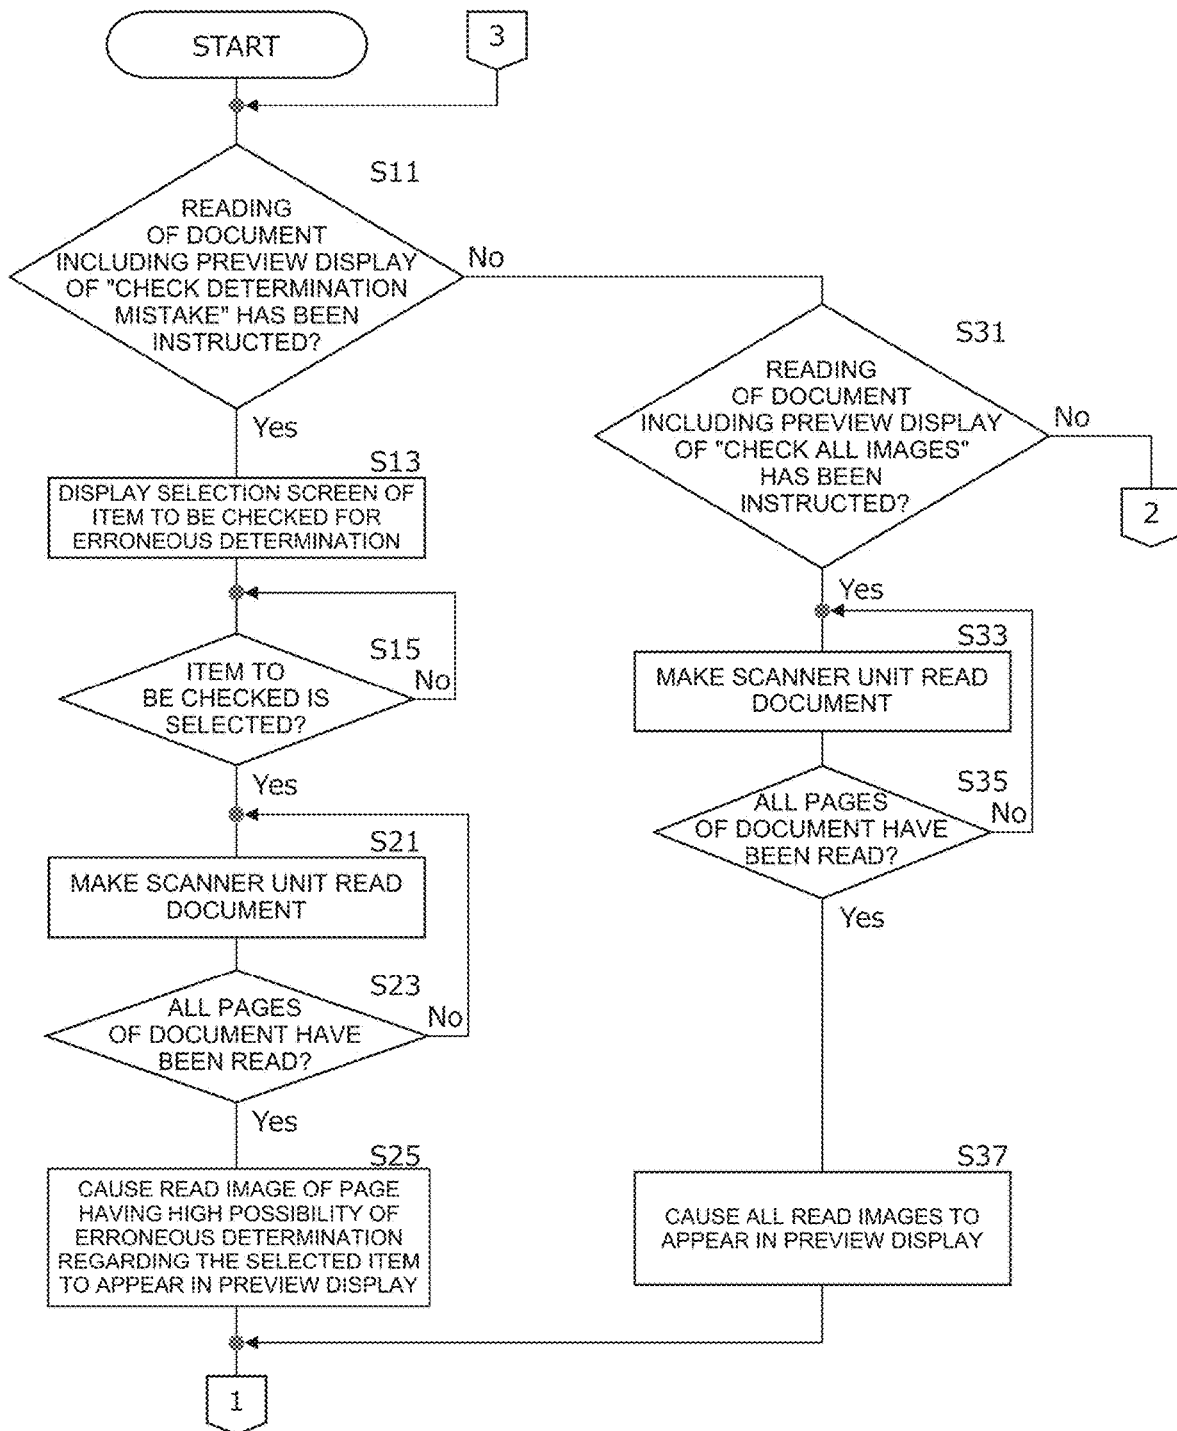 START
3
S11
READING
OF DOCUMENT
INCLUDING PREVIEW DISPLAY
OF "CHECK DETERMINATION
MISTAKE" HAS BEEN
INSTRUCTED?
No
Yes
S13
DISPLAY SELECTION SCREEN OF
ITEM TO BE CHECKED FOR
ERRONEOUS DETERMINATION
S15
ITEM TO
BE CHECKED IS
SELECTED?
No
Yes
S21
MAKE SCANNER UNIT READ
DOCUMENT
S23
ALL PAGES
OF DOCUMENT HAVE
BEEN READ?
No
Yes
S25
CAUSE READ IMAGE OF PAGE
HAVING HIGH POSSIBILITY OF
ERRONEOUS DETERMINATION
REGARDING THE SELECTED ITEM
TO APPEAR IN PREVIEW DISPLAY
1
S31
READING
OF DOCUMENT
INCLUDING PREVIEW DISPLAY
OF "CHECK ALL IMAGES"
HAS BEEN
INSTRUCTED?
No
2
Yes
S33
MAKE SCANNER UNIT READ
DOCUMENT
S35
ALL PAGES
OF DOCUMENT HAVE
BEEN READ?
No
Yes
S37
CAUSE ALL READ IMAGES TO
APPEAR IN PREVIEW DISPLAY